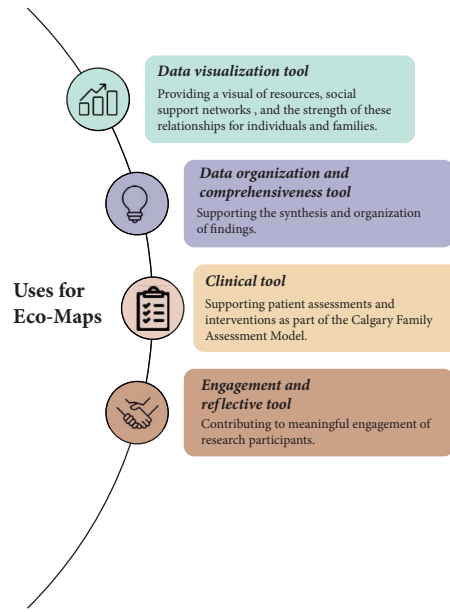 Data visualization tool
Providing a visual of resources, social
support networks , and the strength of these
relationships for individuals and families.
Data organization and
comprehensiveness tool
Supporting the synthesis and organization
of findings.
Uses for
Eco-Maps
Clinical tool
Supporting patient assessments and
interventions as part of the Calgary Family
Assessment Model.
Engagement and
reflective tool
Contributing to meaningful engagement of
research participants.